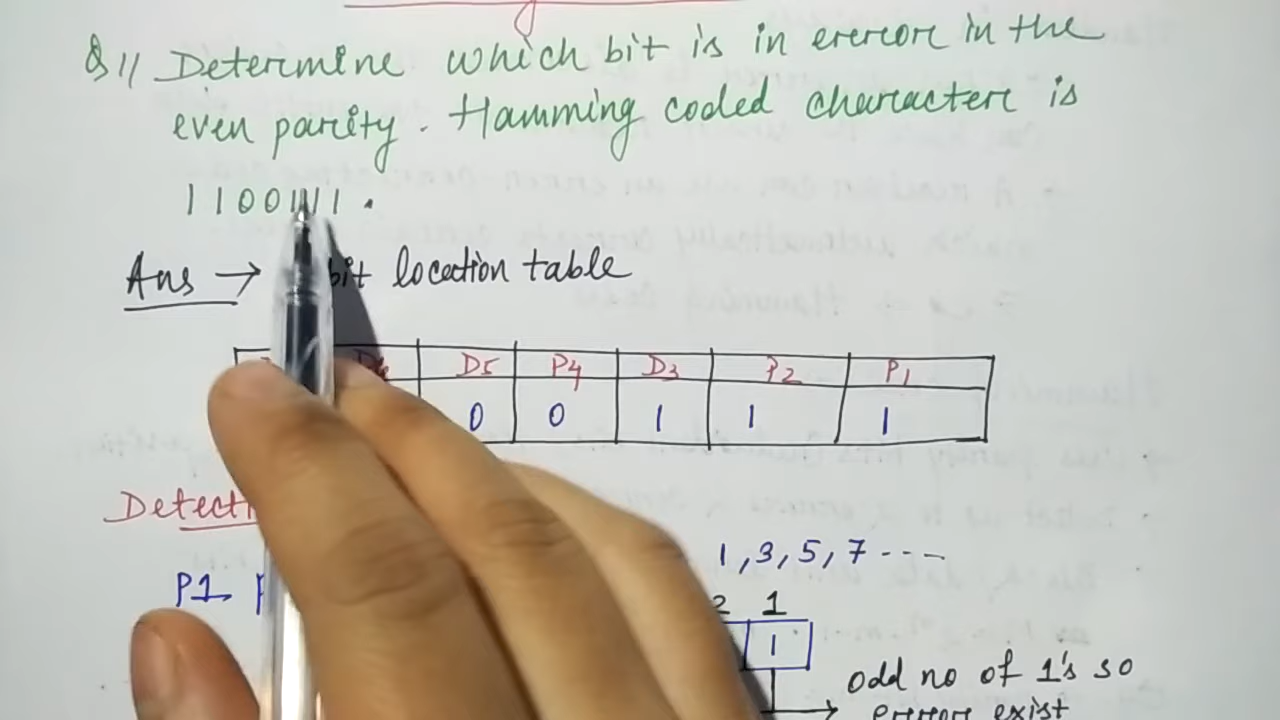 Q 11 Determine which bit is in error in the
even parity. Hamming coded character is
1100111.
Ans → bit location table
D5 P4 D3 P2 P1
0 0 1 1 1
1, 3, 5, 7 ---
P1
2 1
1
odd no of 1's so
error exist